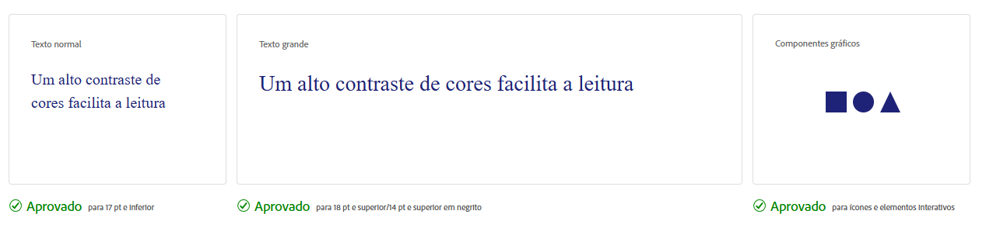 Texto normal
Um alto contraste de
cores facilita a leitura
Aprovado para 17 pt e inferior
Texto grande
Um alto contraste de cores facilita a leitura
Aprovado para 18 pt e superior/14 pt e superior em negrito
Componentes gráficos
Aprovado para ícones e elementos interativos